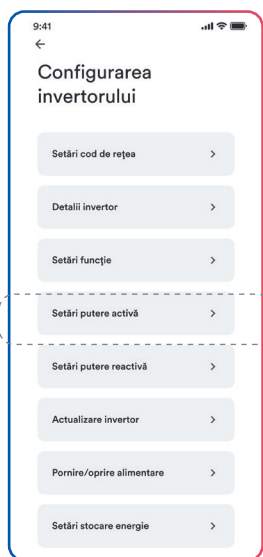 9:41
Configurarea
invertorului
Setări cod de rețea
Detalii invertor
Setări funcție
Setări putere activă
Setări putere reactivă
Actualizare invertor
Pornire/oprire alimentare
Setări stocare energie